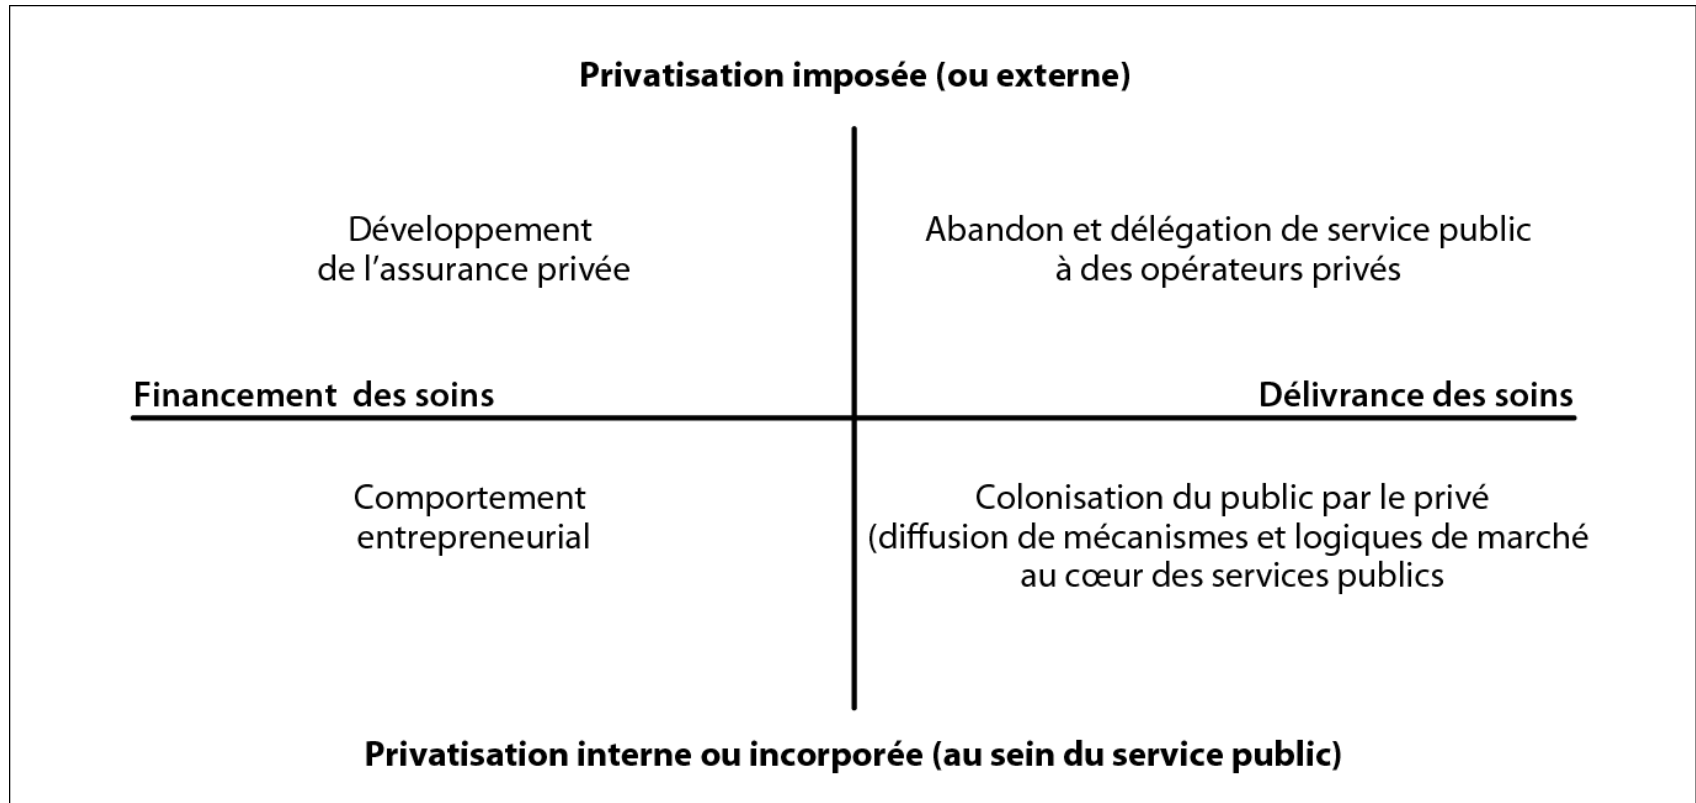 Privatisation imposée (ou externe)
Développement
de l’assurance privée
Abandon et délégation de service public
à des opérateurs privés
Financement  des soins
Délivrance des soins
Comportement
entrepreneurial
Colonisation du public par le privé
(diffusion de mécanismes et logiques de marché
au cœur des services publics
Privatisation interne ou incorporée (au sein du service public)